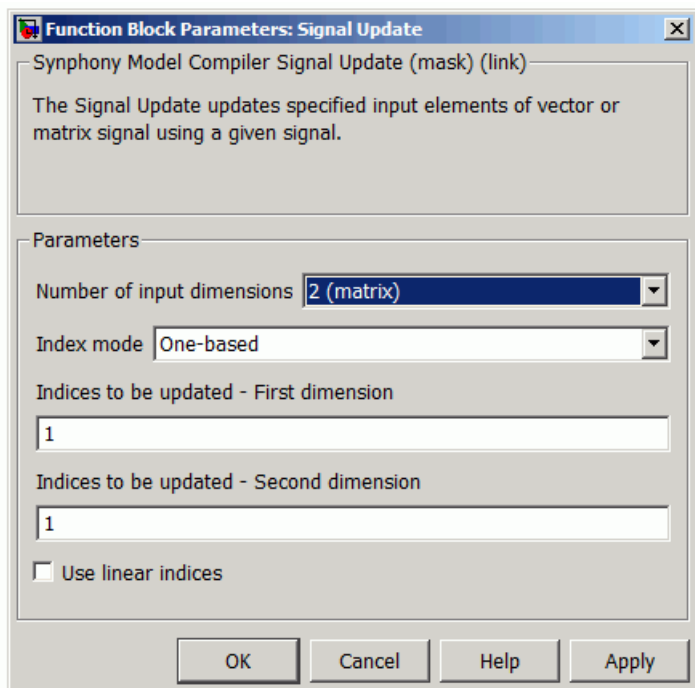 Function Block Parameters: Signal Update
Synphony Model Compiler Signal Update (mask) (link)
The Signal Update updates specified input elements of vector or
matrix signal using a given signal.
Parameters
Number of input dimensions 2 (matrix)
Index mode One-based
Indices to be updated - First dimension
1
Indices to be updated - Second dimension
1
Use linear indices
OK Cancel Help Apply